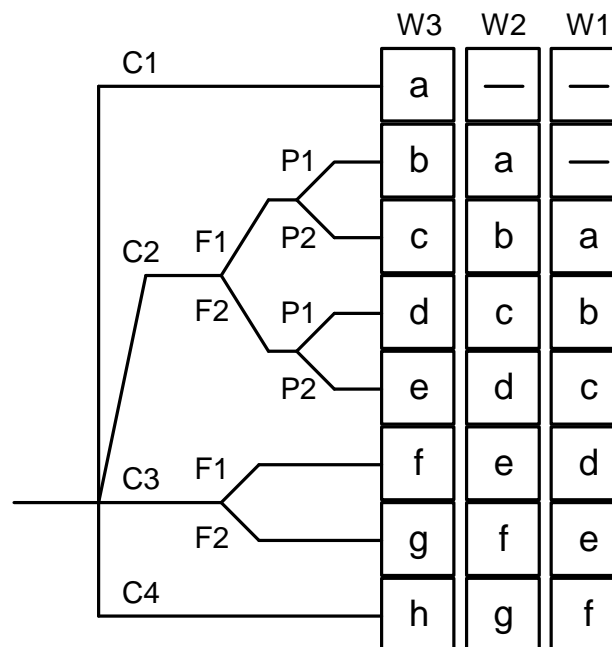 W3 W2 W1
C1 a — —
P1 b a —
P2 c b a
C2 F1
F2 P1 d c b
P2 e d c
C3 F1 f e d
F2 g f e
C4 h g f